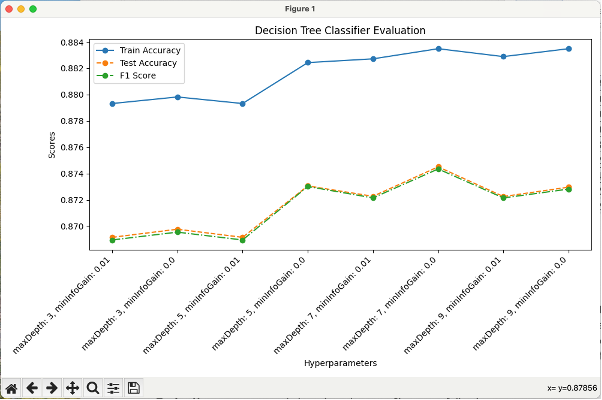 Figure 1
Decision Tree Classifier Evaluation
0.884
0.882
0.880
0.878
0.876
0.874
0.872
0.870
Scores
Train Accuracy
Test Accuracy
F1 Score
maxDepth: 3, minInfoGain: 0.01
maxDepth: 3, minInfoGain: 0.0
maxDepth: 5, minInfoGain: 0.01
maxDepth: 5, minInfoGain: 0.0
maxDepth: 7, minInfoGain: 0.01
maxDepth: 7, minInfoGain: 0.0
maxDepth: 9, minInfoGain: 0.01
maxDepth: 9, minInfoGain: 0.0
Hyperparameters
x= y=0.87856